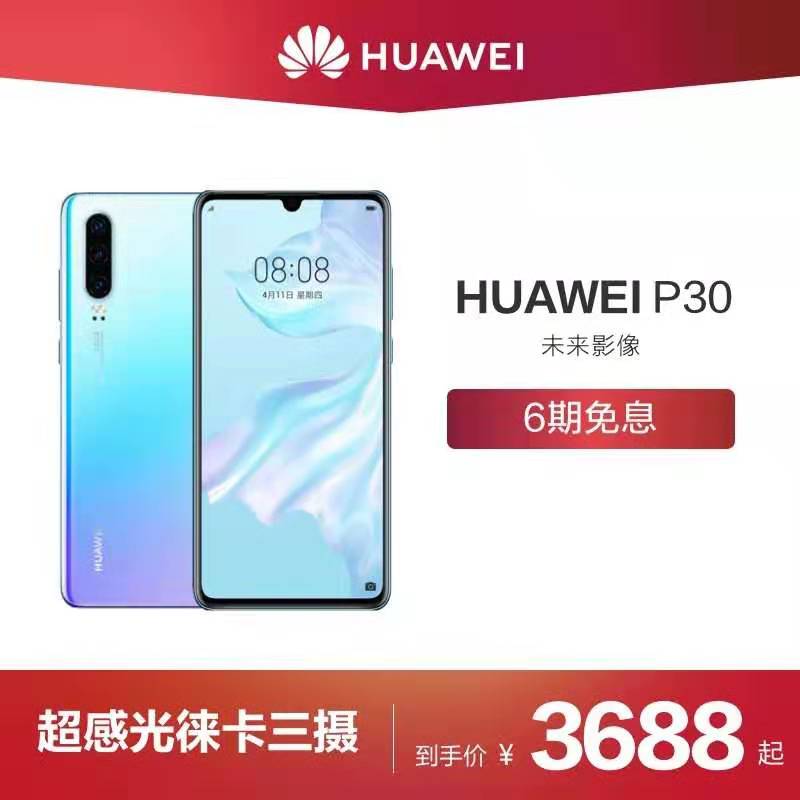 HUAWEI
08:08
4月11日 星期四
HUAWEI P30
未来影像
6期免息
HUAWEI
超感光徕卡三摄
到手价 ¥ 3688 起